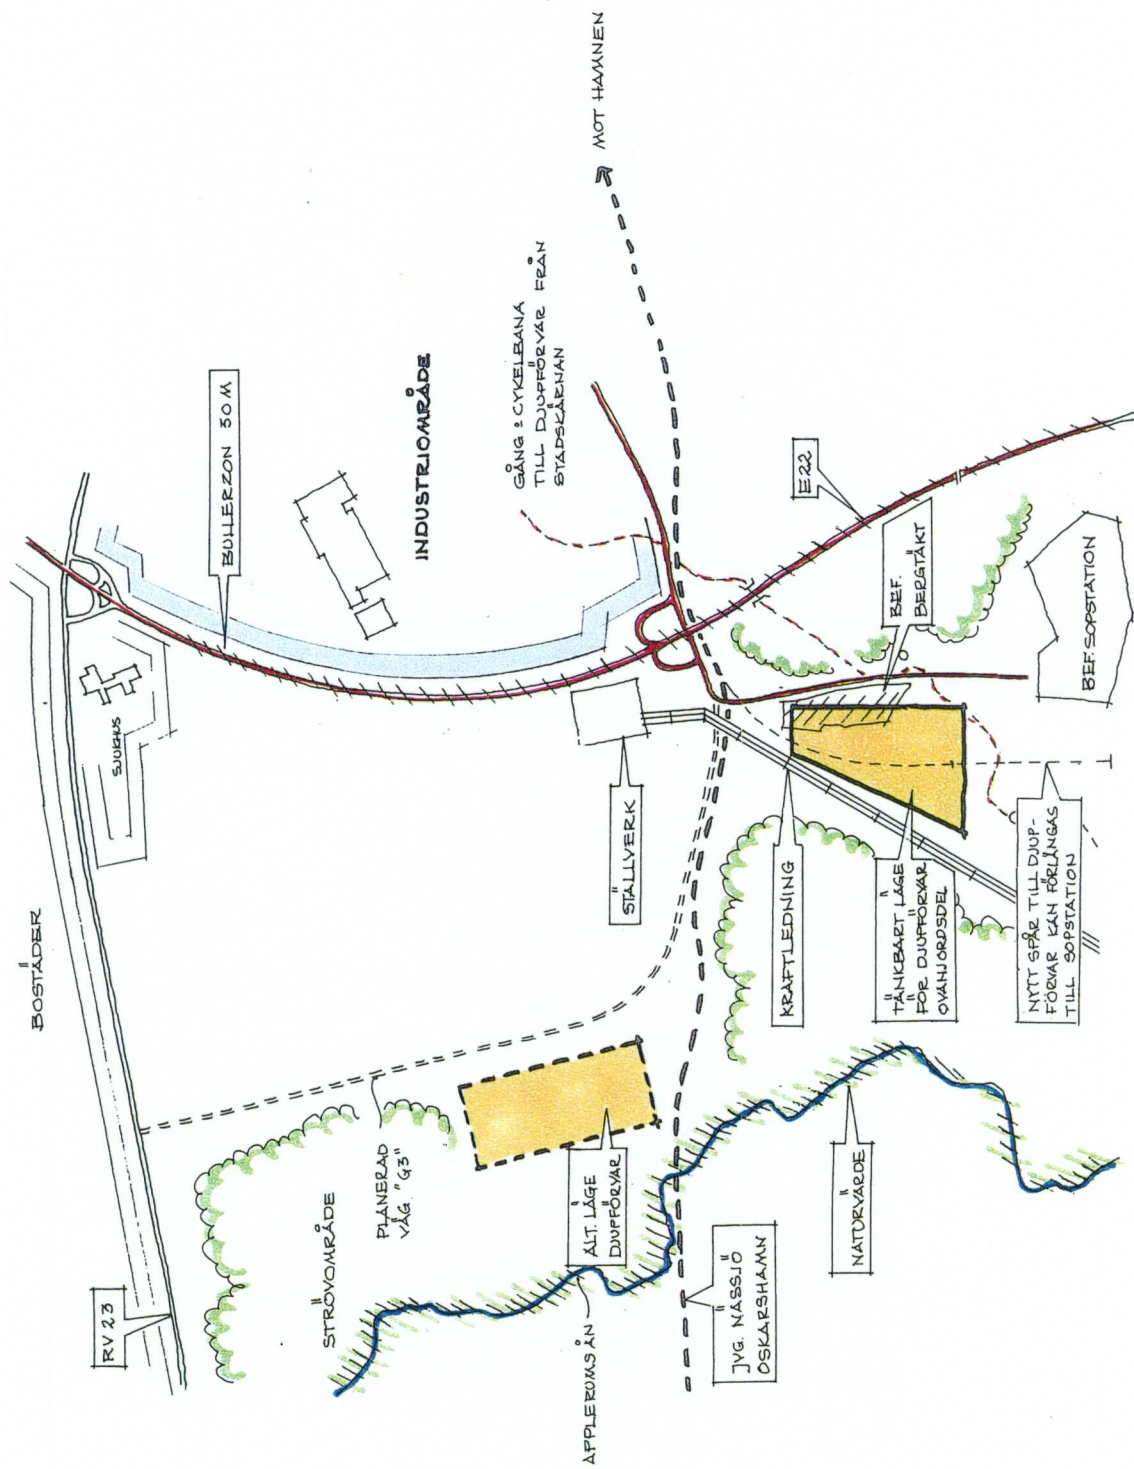 BOSTÄDER
RV 23
SJUKHUS
BULLERZON 50 M
STRÖVOMRÅDE
PLANERAD
VÄG "G3"
INDUSTRIOMRÅDE
GÅNG & CYKELBANA
TILL DJUPFÖRVAR FRÅN
STADSKÄRNAN
MOT HAMNEN
APPLERUMSÅN
ALT. LÄGE
DJUPFÖRVAR
STÄLLVERK
JVG. NÄSSJÖ
OSKARSHAMN
KRAFTLEDNING
E22
NATURVÄRDE
TÄNKBART LÄGE
FÖR DJUPFÖRVAR
OVANJORDSDEL
BEF.
BERGTÄKT
NYTT SPÅR TILL DJUP-
FÖRVAR KAN FÖRLÄNGAS
TILL SOPSTATION
BEF. SOPSTATION